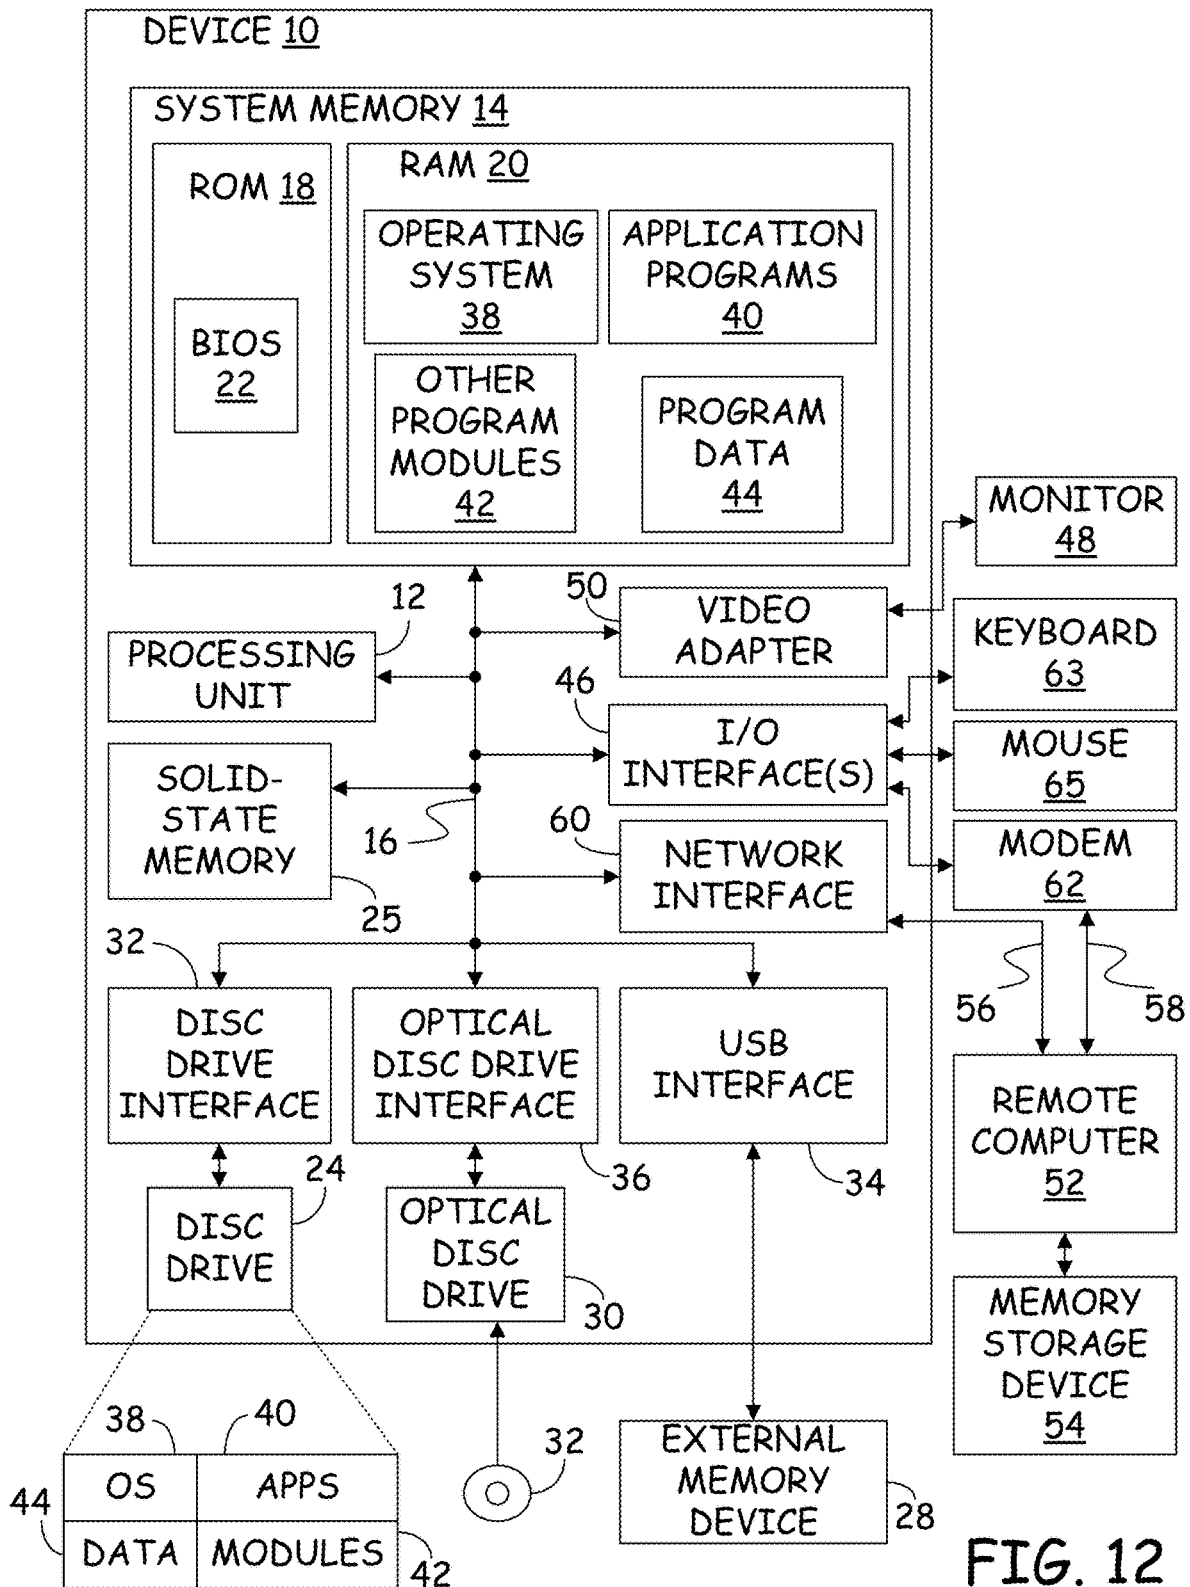 DEVICE 10
SYSTEM MEMORY 14
ROM 18
BIOS
22
RAM 20
OPERATING
SYSTEM
38
APPLICATION
PROGRAMS
40
OTHER
PROGRAM
MODULES
42
PROGRAM
DATA
44
MONITOR
48
12
PROCESSING
UNIT
50
VIDEO
ADAPTER
KEYBOARD
63
46
I/O
INTERFACE(S)
MOUSE
65
SOLID-
STATE
MEMORY
25
16
60
NETWORK
INTERFACE
MODEM
62
56
58
32
DISC
DRIVE
INTERFACE
OPTICAL
DISC DRIVE
INTERFACE
36
USB
INTERFACE
34
REMOTE
COMPUTER
52
24
DISC
DRIVE
OPTICAL
DISC
DRIVE
30
MEMORY
STORAGE
DEVICE
54
38
40
OS
APPS
44
DATA
MODULES
42
32
EXTERNAL
MEMORY
DEVICE
28
FIG. 12